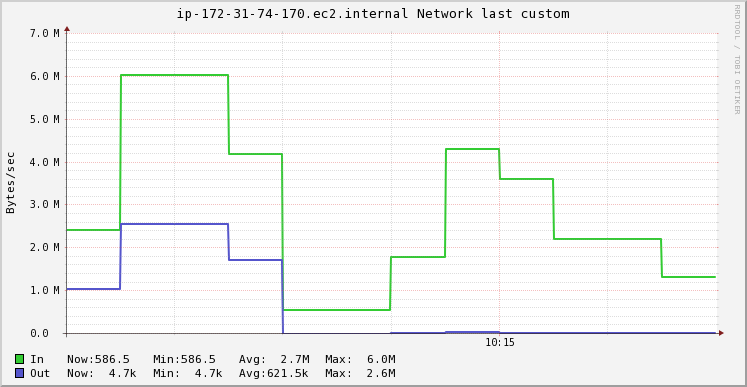 ip-172-31-74-170.ec2.internal Network last custom
RRDTOOL / TOBI OETIKER
Bytes/sec
7.0 M
6.0 M
5.0 M
4.0 M
3.0 M
2.0 M
1.0 M
0.0
10:15
In Now:586.5 Min:586.5 Avg: 2.7M Max: 6.0M
Out Now: 4.7k Min: 4.7k Avg:621.5k Max: 2.6M